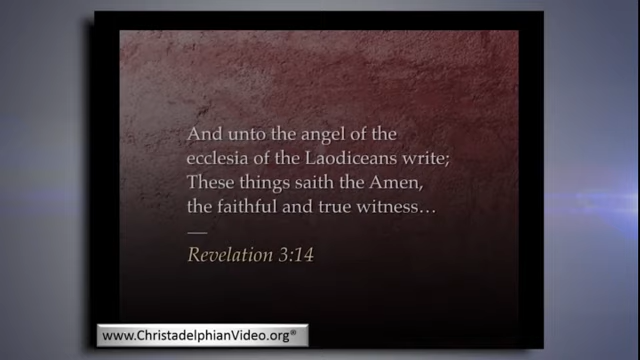 And unto the angel of the
ecclesia of the Laodiceans write;
These things saith the Amen,
the faithful and true witness…
—
Revelation 3:14
www.ChristadelphianVideo.org®